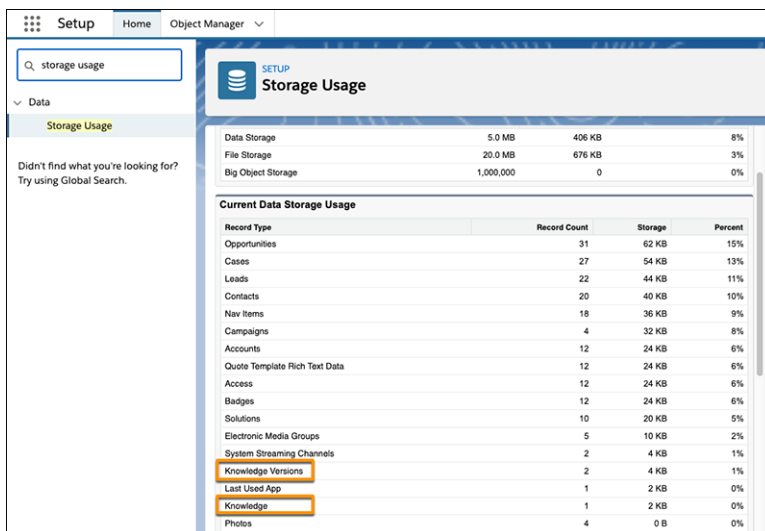 Setup Home Object Manager
storage usage
Data
Storage Usage
Didn't find what you're looking for?
Try using Global Search.
SETUP
Storage Usage
Data Storage 5.0 MB 406 KB 8%
File Storage 20.0 MB 676 KB 3%
Big Object Storage 1,000,000 0 0%
Current Data Storage Usage
Record Type Record Count Storage Percent
Opportunities 31 62 KB 15%
Cases 27 54 KB 13%
Leads 22 44 KB 11%
Contacts 20 40 KB 10%
Nav Items 18 36 KB 9%
Campaigns 4 32 KB 8%
Accounts 12 24 KB 6%
Quote Template Rich Text Data 12 24 KB 6%
Access 12 24 KB 6%
Badges 12 24 KB 6%
Solutions 10 20 KB 5%
Electronic Media Groups 5 10 KB 2%
System Streaming Channels 2 4 KB 1%
Knowledge Versions 2 4 KB 1%
Last Used App 1 2 KB 0%
Knowledge 1 2 KB 0%
Photos 4 0 B 0%